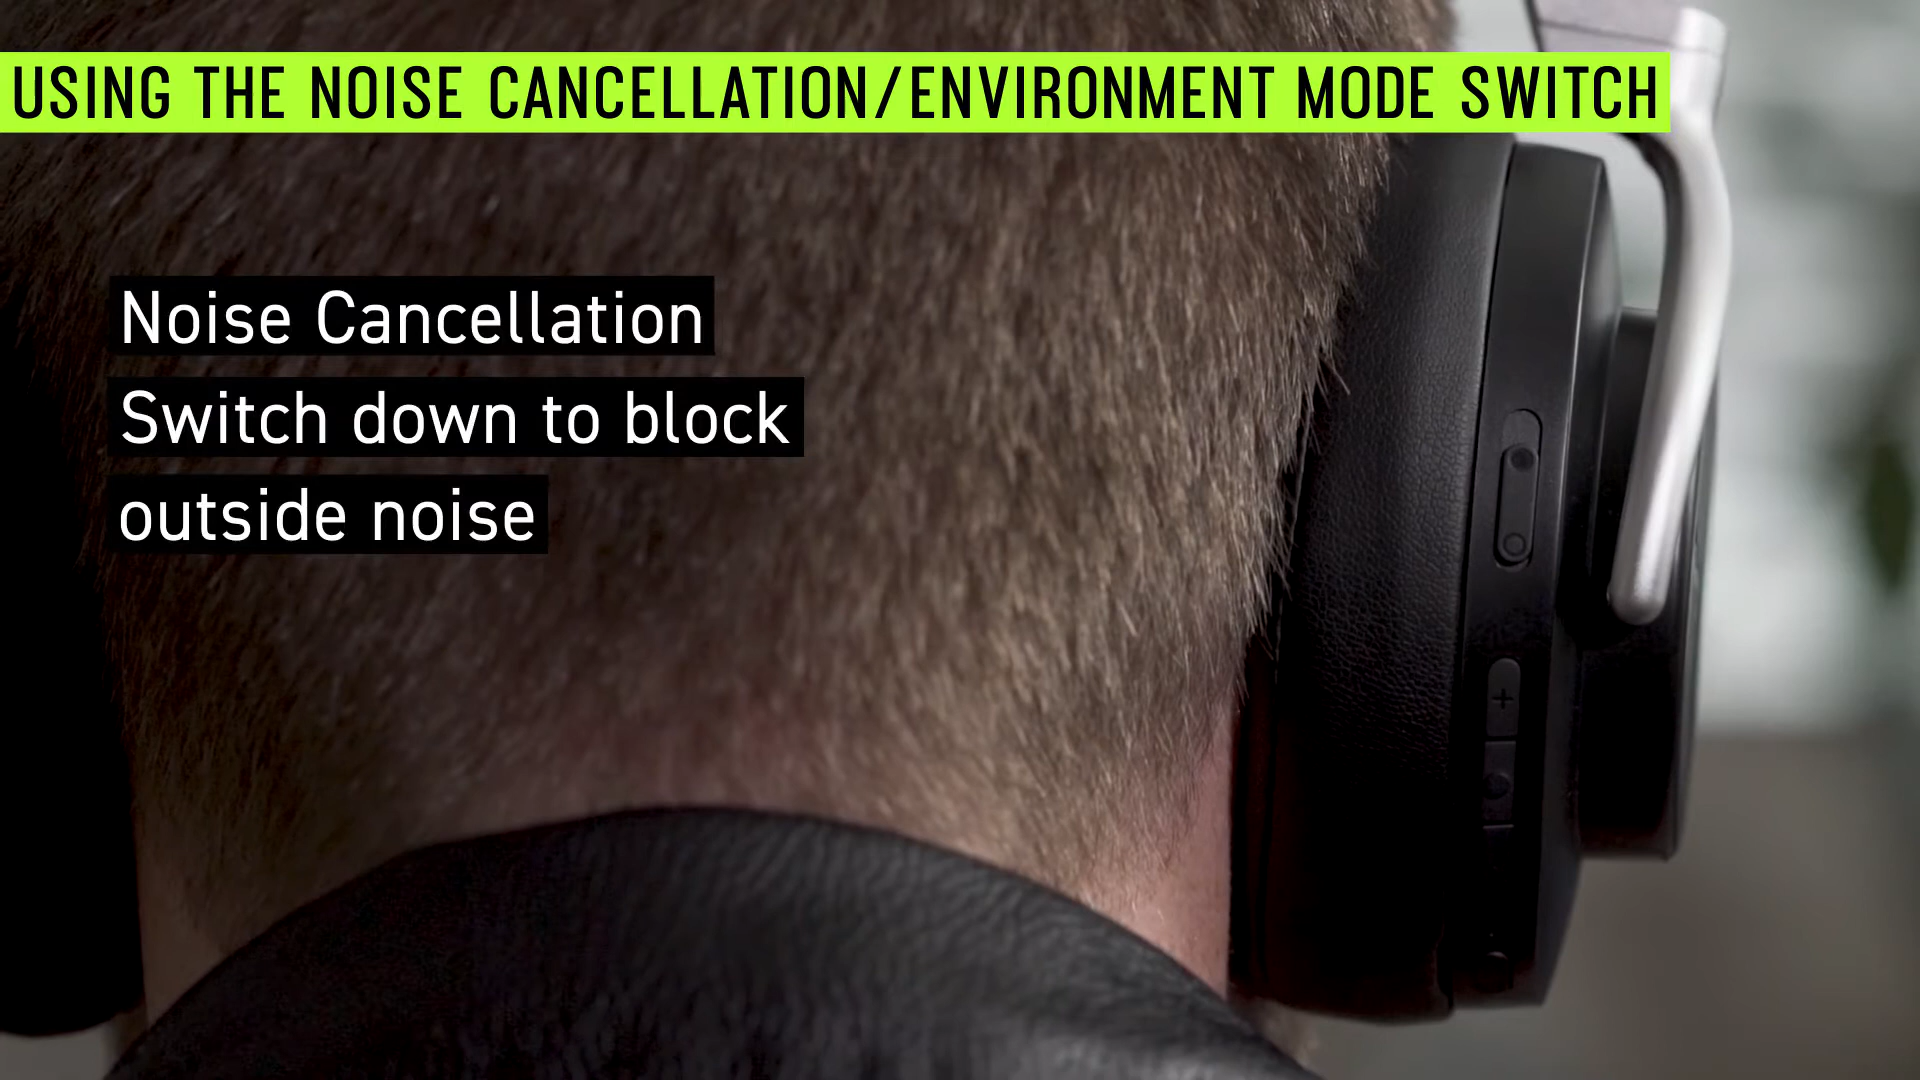 USING THE NOISE CANCELLATION/ENVIRONMENT MODE SWITCH
Noise Cancellation
Switch down to block
outside noise
+